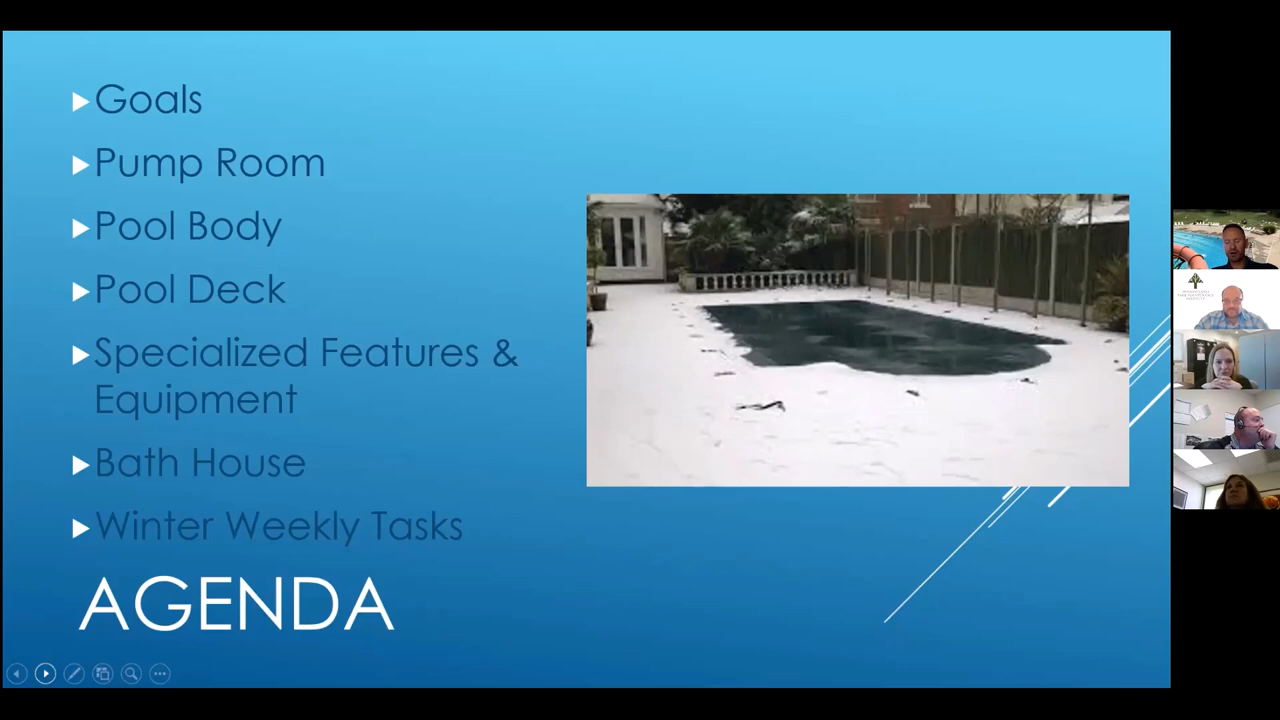 Goals
Pump Room
Pool Body
Pool Deck
Specialized Features &
Equipment
Bath House
Winter Weekly Tasks
AGENDA